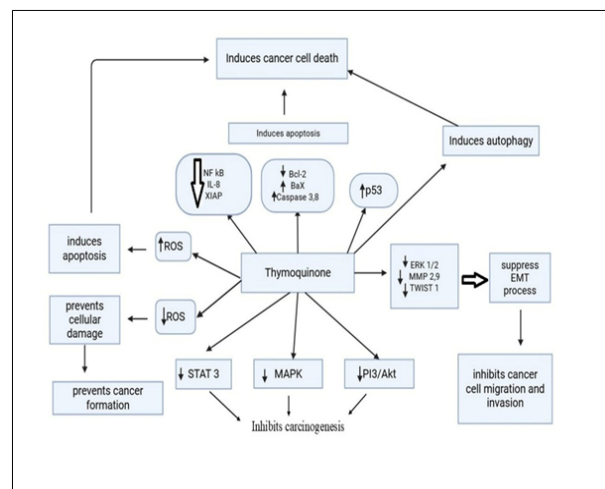 Induces cancer cell death
Induces apoptosis
Induces autophagy
NF kB
IL-8
XIAP
Bcl-2
BaX
Caspase 3,8
p53
induces
apoptosis
ROS
Thymoquinone
ERK 1/2
MMP 2,9
TWIST 1
suppress
EMT
process
prevents
cellular
damage
ROS
prevents cancer
formation
STAT 3
MAPK
PI3/Akt
inhibits cancer
cell migration and
invasion
Inhibits carcinogenesis